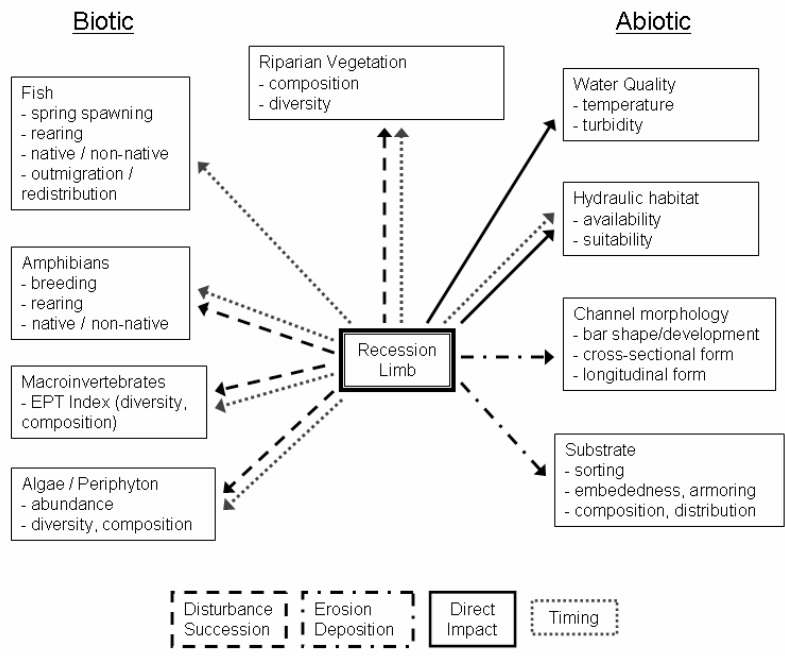 Biotic
Abiotic
Riparian Vegetation
- composition
- diversity
Fish
- spring spawning
- rearing
- native / non-native
- outmigration /
redistribution
Amphibians
- breeding
- rearing
- native / non-native
Macroinvertebrates
- EPT Index (diversity,
composition)
Algae / Periphyton
- abundance
- diversity, composition
Recession
Limb
Water Quality
- temperature
- turbidity
Hydraulic habitat
- availability
- suitability
Channel morphology
- bar shape/development
- cross-sectional form
- longitudinal form
Substrate
- sorting
- embededness, armoring
- composition, distribution
Disturbance
Succession
Erosion
Deposition
Direct
Impact
Timing